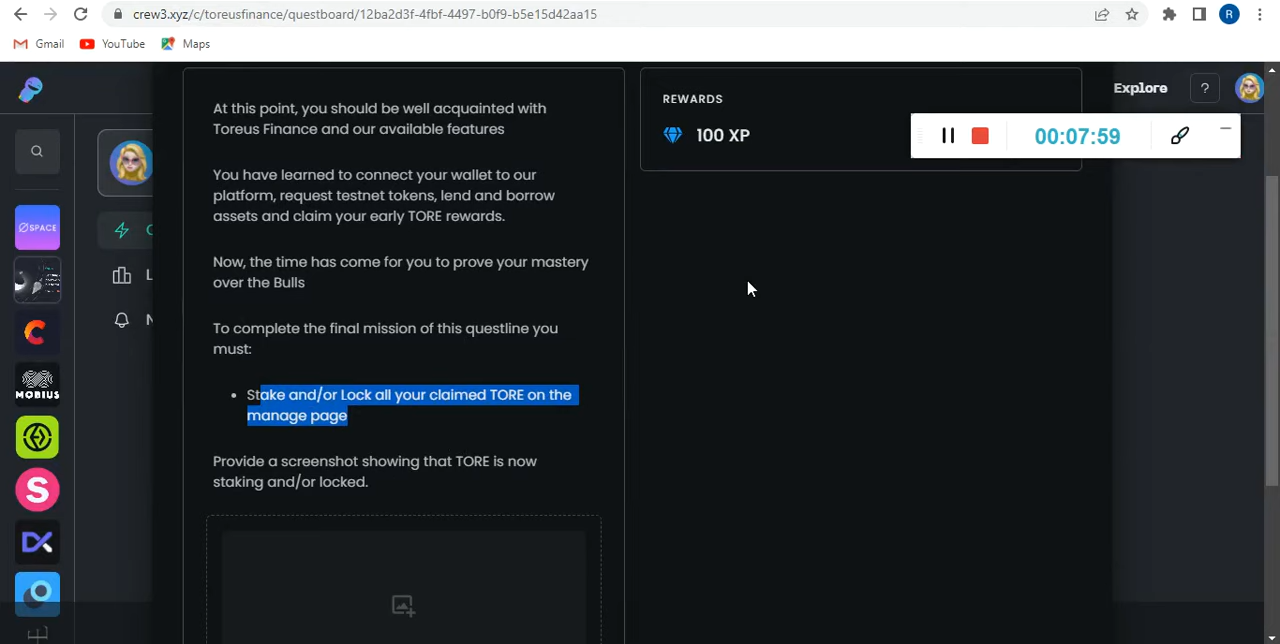 crew3.xyz/c/toreusfinance/questboard/12ba2d3f-4fbf-4497-b0f9-b5e15d42aa15
R
Gmail YouTube Maps
Explore ?
At this point, you should be well acquainted with
Toreus Finance and our available features
You have learned to connect your wallet to our
platform, request testnet tokens, lend and borrow
assets and claim your early TORE rewards.
Now, the time has come for you to prove your mastery
over the Bulls
To complete the final mission of this questline you
must:
• Stake and/or Lock all your claimed TORE on the
manage page
Provide a screenshot showing that TORE is now
staking and/or locked.
REWARDS
100 XP
00:07:59
ØSPACE
C
L
N
MOBIUS
S
DX